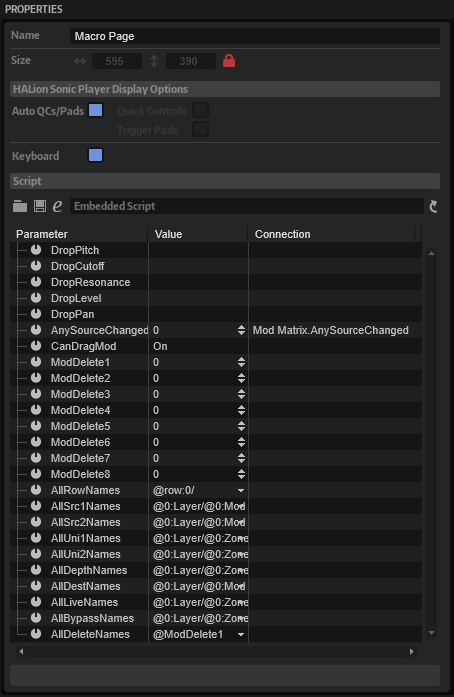 PROPERTIES
Name Macro Page
Size 595 390
HALion Sonic Player Display Options
Auto QCs/Pads Quick Controls
Trigger Pads
Keyboard
Script
e Embedded Script
Parameter Value Connection
DropPitch
DropCutoff
DropResonance
DropLevel
DropPan
AnySourceChanged 0 Mod Matrix.AnySourceChanged
CanDragMod On
ModDelete1 0
ModDelete2 0
ModDelete3 0
ModDelete4 0
ModDelete5 0
ModDelete6 0
ModDelete7 0
ModDelete8 0
AllRowNames @row:0/
AllSrc1Names @0:Layer/@0:Mod
AllSrc2Names @0:Layer/@0:Mod
AllUni1Names @0:Layer/@0:Zone
AllUni2Names @0:Layer/@0:Zone
AllDepthNames @0:Layer/@0:Zone
AllDestNames @0:Layer/@0:Mod
AllLiveNames @0:Layer/@0:Zone
AllBypassNames @0:Layer/@0:Zone
AllDeleteNames @ModDelete1